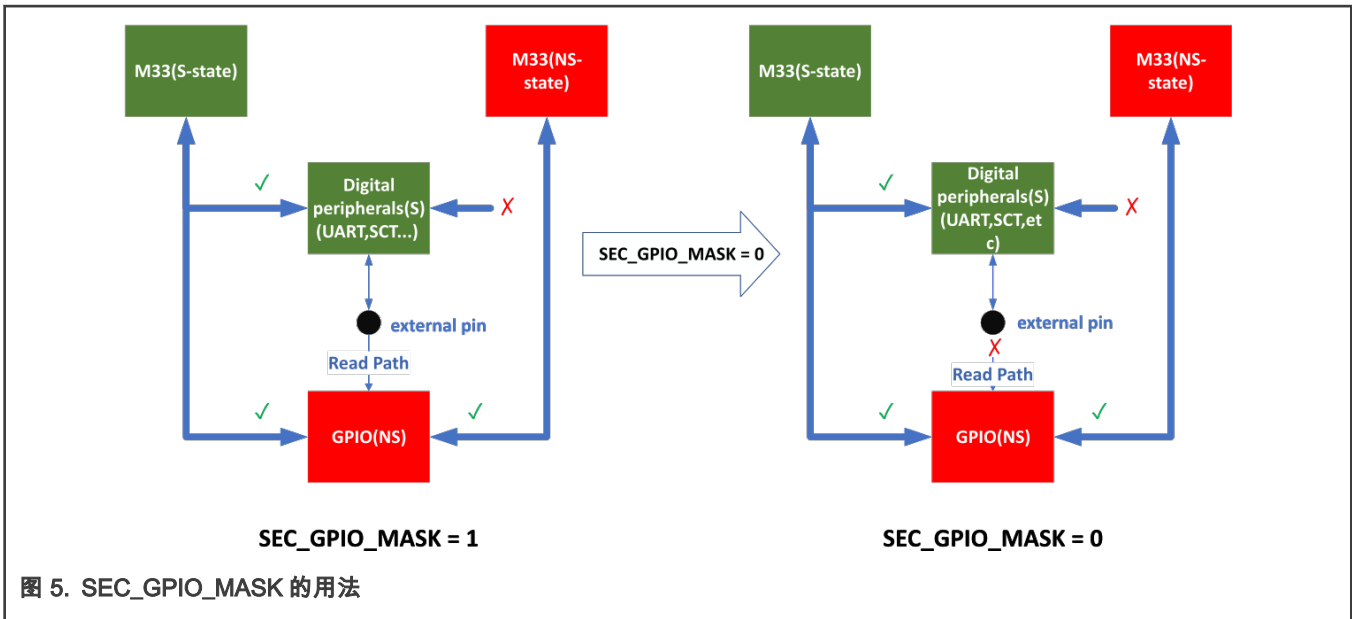 M33(S-state)
M33(NS-
state)
✓
Digital
peripherals(S)
(UART,SCT...)
✗
external pin
Read Path
✓
✓
GPIO(NS)
SEC_GPIO_MASK = 1
SEC_GPIO_MASK = 0
M33(S-state)
M33(NS-
state)
✓
Digital
peripherals(S)
(UART,SCT,et
c)
✗
external pin
✗
Read Path
✓
✓
GPIO(NS)
SEC_GPIO_MASK = 0
图 5. SEC_GPIO_MASK 的用法